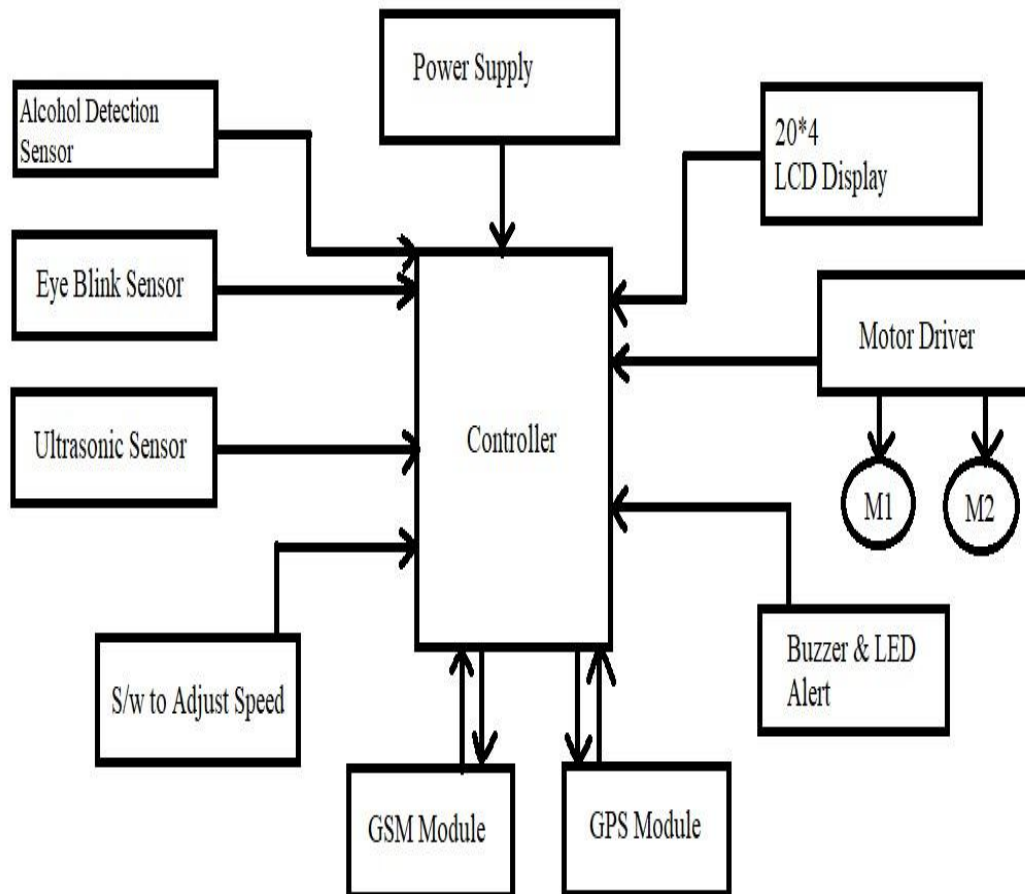 Power Supply
Alcohol Detection
Sensor
20*4
LCD Display
Eye Blink Sensor
Motor Driver
Ultrasonic Sensor
Controller
M1
M2
S/w to Adjust Speed
Buzzer & LED
Alert
GSM Module
GPS Module